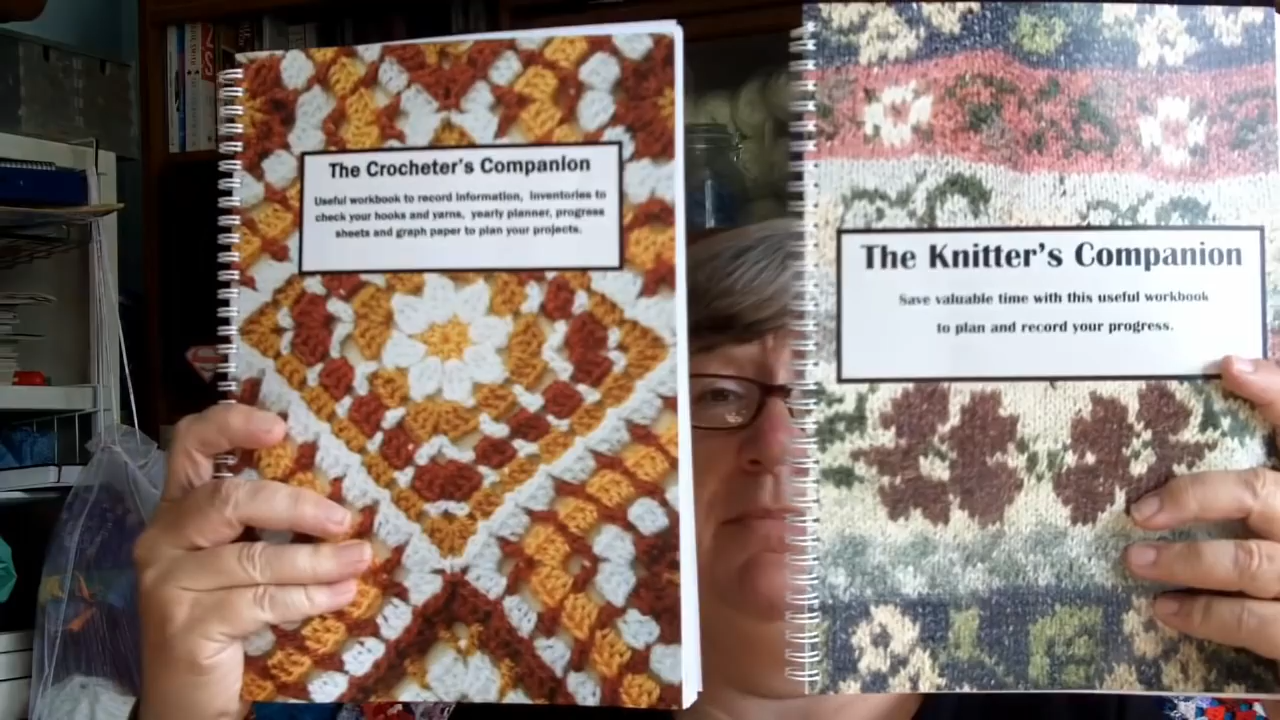 The Crocheter's Companion
Useful workbook to record information, inventories to
check your hooks and yarns, yearly planner, progress
sheets and graph paper to plan your projects.
The Knitter's Companion
Save valuable time with this useful workbook
to plan and record your progress.